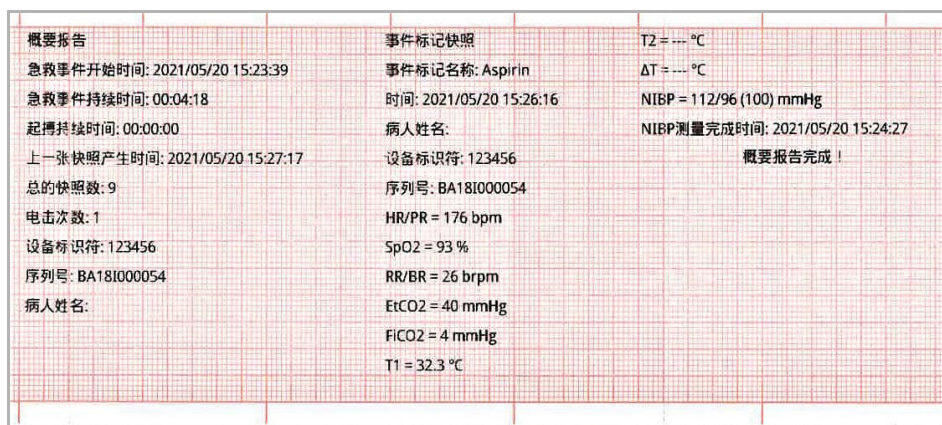 概要报告
急救事件开始时间: 2021/05/20 15:23:39
急救事件持续时间: 00:04:18
起搏持续时间: 00:00:00
上一张快照产生时间: 2021/05/20 15:27:17
总的快照数: 9
电击次数: 1
设备标识符: 123456
序列号: BA18I000054
病人姓名:
事件标记快照
事件标记名称: Aspirin
时间: 2021/05/20 15:26:16
病人姓名:
设备标识符: 123456
序列号: BA18I000054
HR/PR = 176 bpm
SpO2 = 93 %
RR/BR = 26 brpm
EtCO2 = 40 mmHg
FiCO2 = 4 mmHg
T1 = 32.3 °C
T2 = --- °C
ΔT = --- °C
NIBP = 112/96 (100) mmHg
NIBP测量完成时间: 2021/05/20 15:24:27
概要报告完成！